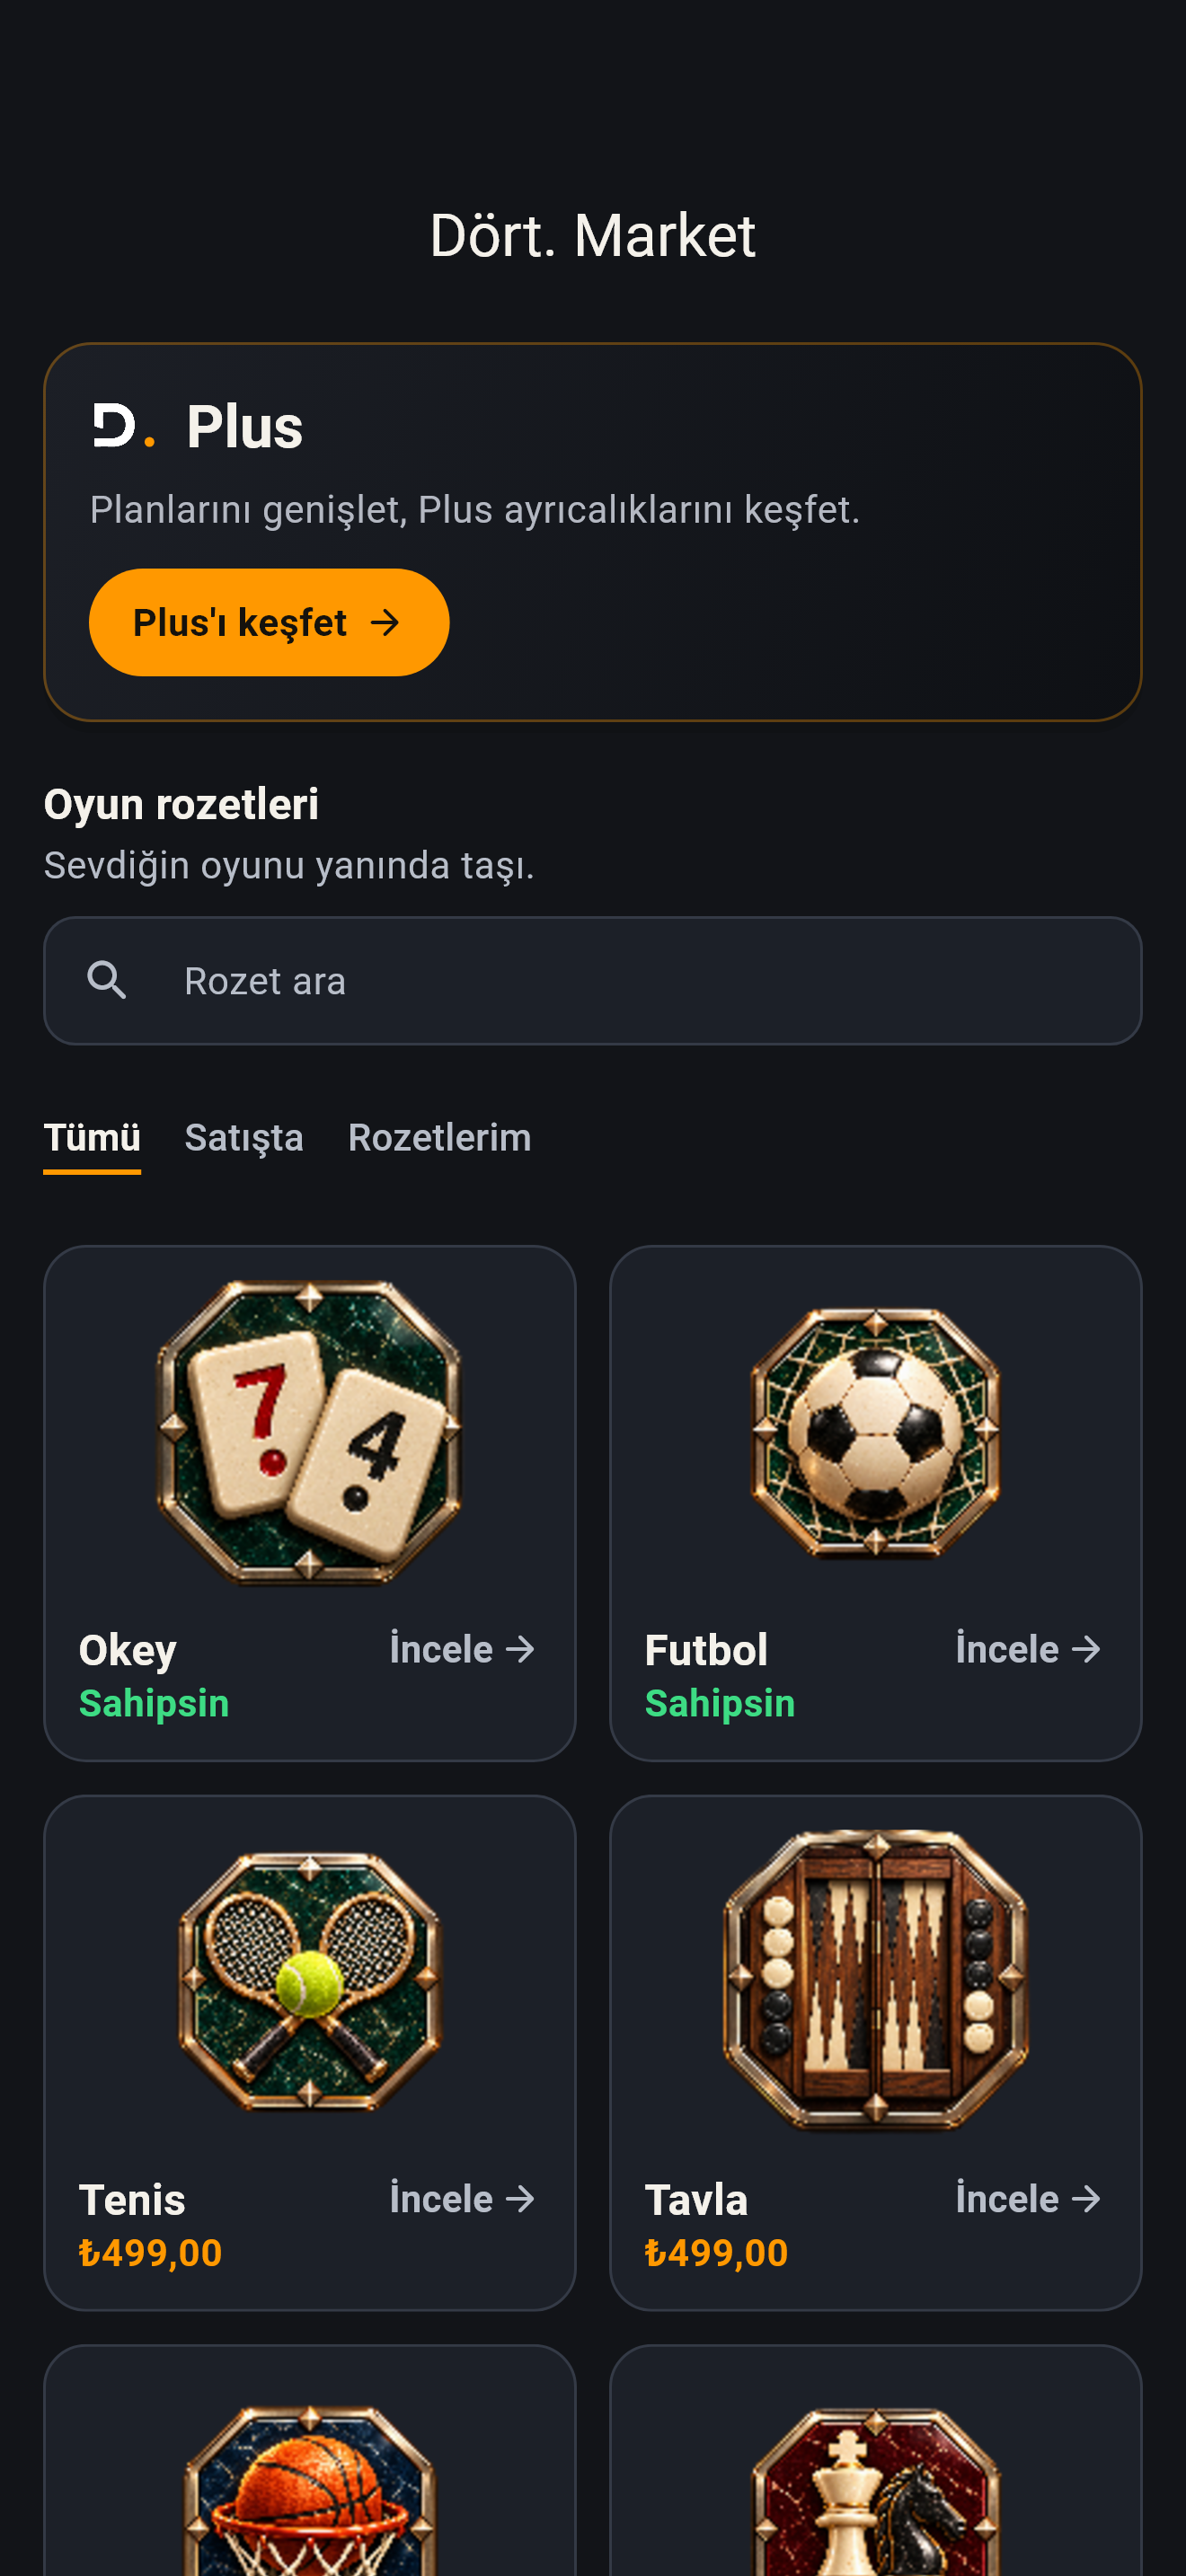 Dört. Market
D. Plus
Planlarını genişlet, Plus ayrıcalıklarını keşfet.
Plus'ı keşfet →
Oyun rozetleri
Sevdiğin oyunu yanında taşı.
Rozet ara
Tümü Satışta Rozetlerim
7 4
Okey İncele →
Sahipsin
Futbol İncele →
Sahipsin
Tenis İncele →
₺499,00
Tavla İncele →
₺499,00